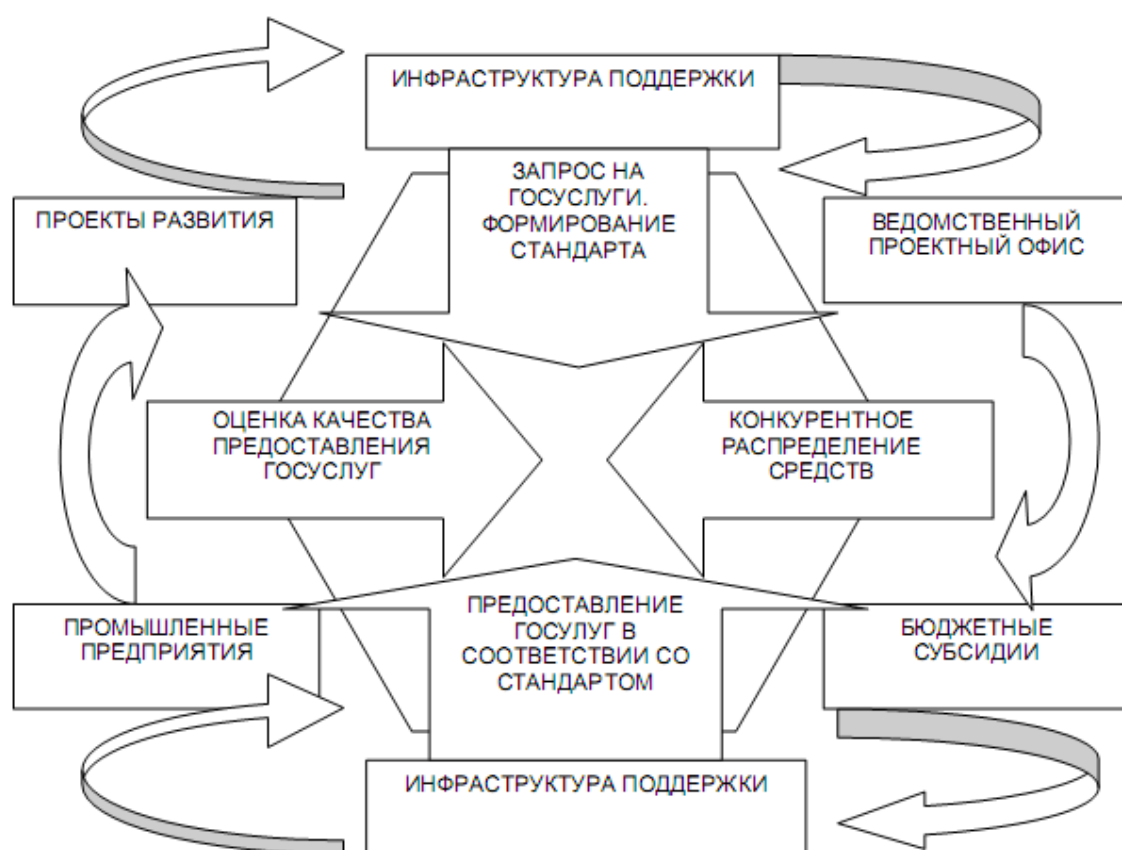 ИНФРАСТРУКТУРА ПОДДЕРЖКИ
ЗАПРОС НА
ГОСУСЛУГИ.
ФОРМИРОВАНИЕ
СТАНДАРТА
ПРОЕКТЫ РАЗВИТИЯ
ВЕДОМСТВЕННЫЙ
ПРОЕКТНЫЙ ОФИС
ОЦЕНКА КАЧЕСТВА
ПРЕДОСТАВЛЕНИЯ
ГОСУСЛУГ
КОНКУРЕНТНОЕ
РАСПРЕДЕЛЕНИЕ
СРЕДСТВ
ПРОМЫШЛЕННЫЕ
ПРЕДПРИЯТИЯ
ПРЕДОСТАВЛЕНИЕ
ГОСУЛУГ В
СООТВЕТСТВИИ СО
СТАНДАРТОМ
БЮДЖЕТНЫЕ
СУБСИДИИ
ИНФРАСТРУКТУРА ПОДДЕРЖКИ